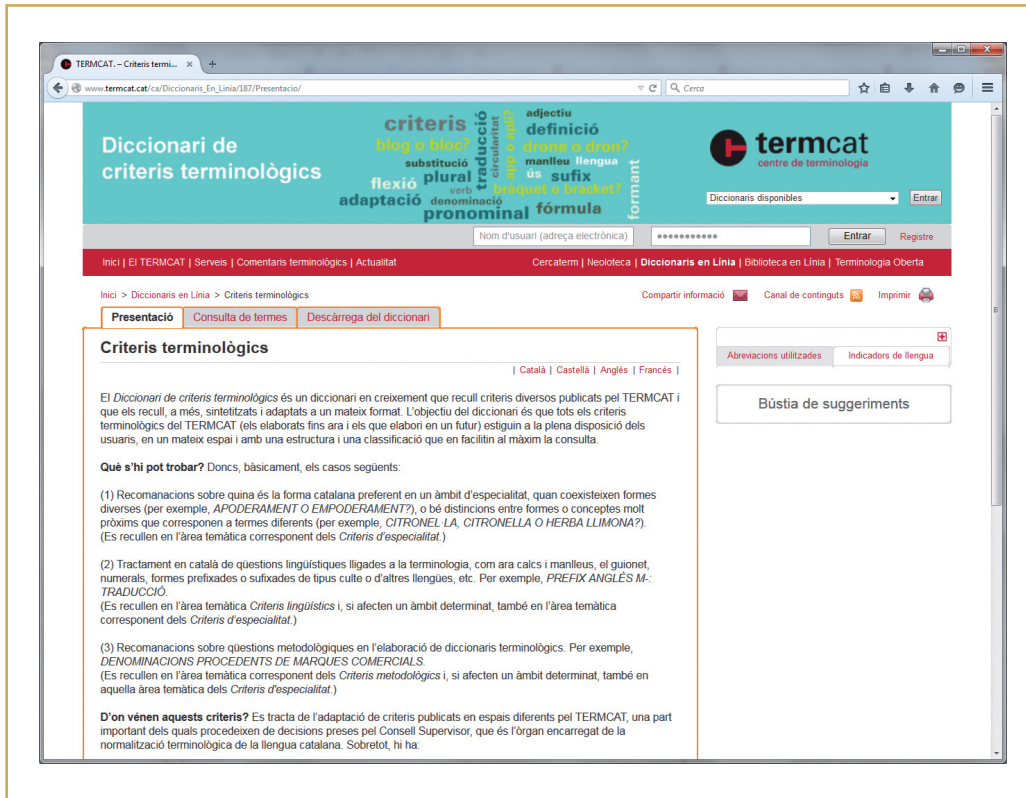 TERMCAT. – Criteris termi...
www.termcat.cat/ca/Diccionaris_En_Linia/187/Presentacio/
Cerca
Diccionari de
criteris terminològics
criteris
blog o bloc?
substitució
flexió plural
verb
adaptació denominació
pronominal
traducció
circularitat
app o apli?
adjectiu
definició
drone o dron?
manlleu llengua
ús sufix
bràquet o bracket?
fórmula
formant
termcat
centre de terminologia
Diccionaris disponibles
Entrar
Nom d'usuari (adreça electrònica)
Entrar
Registre
Inici | El TERMCAT | Serveis | Comentaris terminològics | Actualitat
Cercaterm | Neoloteca | Diccionaris en Línia | Biblioteca en Línia | Terminologia Oberta
Inici > Diccionaris en Línia > Criteris terminològics
Compartir informació
Canal de continguts
Imprimir
Presentació
Consulta de termes
Descàrrega del diccionari
Criteris terminològics
| Català | Castellà | Anglès | Francès |
Abreviacions utilitzades
Indicadors de llengua
Bústia de suggeriments
El Diccionari de criteris terminològics és un diccionari en creixement que recull criteris diversos publicats pel TERMCAT i
que els recull, a més, sintetitzats i adaptats a un mateix format. L'objectiu del diccionari és que tots els criteris
terminològics del TERMCAT (els elaborats fins ara i els que elabori en un futur) estiguin a la plena disposició dels
usuaris, en un mateix espai i amb una estructura i una classificació que en facilitin al màxim la consulta.
Què s'hi pot trobar? Doncs, bàsicament, els casos següents:
(1) Recomanacions sobre quina és la forma catalana preferent en un àmbit d'especialitat, quan coexisteixen formes
diverses (per exemple, APODERAMENT O EMPODERAMENT?), o bé distincions entre formes o conceptes molt
pròxims que corresponen a termes diferents (per exemple, CITRONEL·LA, CITRONELLA O HERBA LLIMONA?).
(Es recullen en l'àrea temàtica corresponent dels Criteris d'especialitat.)
(2) Tractament en català de qüestions lingüístiques lligades a la terminologia, com ara calcs i manlleus, el guionet,
numerals, formes prefixades o sufixades de tipus culte o d'altres llengües, etc. Per exemple, PREFIX ANGLÈS M-:
TRADUCCIÓ.
(Es recullen en l'àrea temàtica Criteris lingüístics i, si afecten un àmbit determinat, també en l'àrea temàtica
corresponent dels Criteris d'especialitat.)
(3) Recomanacions sobre qüestions metodològiques en l'elaboració de diccionaris terminològics. Per exemple,
DENOMINACIONS PROCEDENTS DE MARQUES COMERCIALS.
(Es recullen en l'àrea temàtica corresponent dels Criteris metodològics i, si afecten un àmbit determinat, també en
aquella àrea temàtica dels Criteris d'especialitat.)
D'on vénen aquests criteris? Es tracta de l'adaptació de criteris publicats en espais diferents pel TERMCAT, una part
important dels quals procedeixen de decisions preses pel Consell Supervisor, que és l'òrgan encarregat de la
normalització terminològica de la llengua catalana. Sobretot, hi ha: